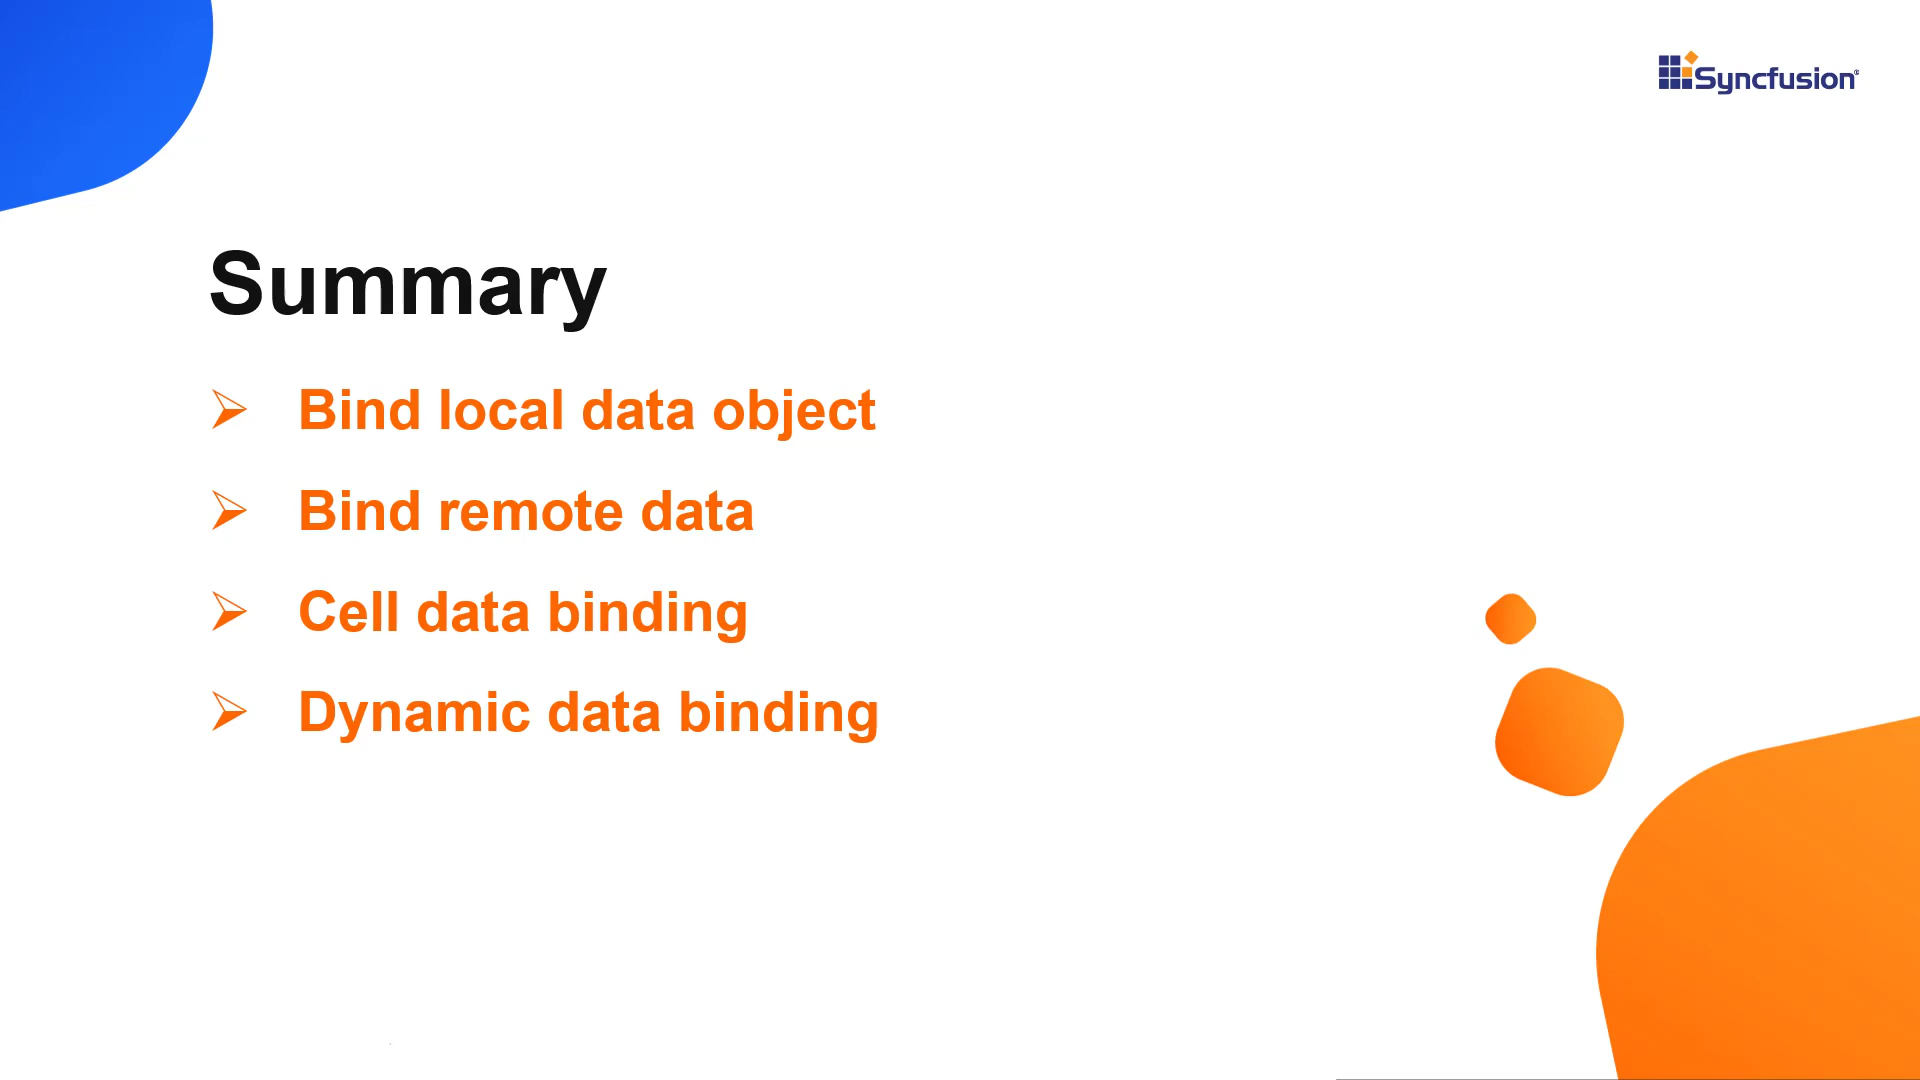 Syncfusion®
Summary
➢ Bind local data object
➢ Bind remote data
➢ Cell data binding
➢ Dynamic data binding